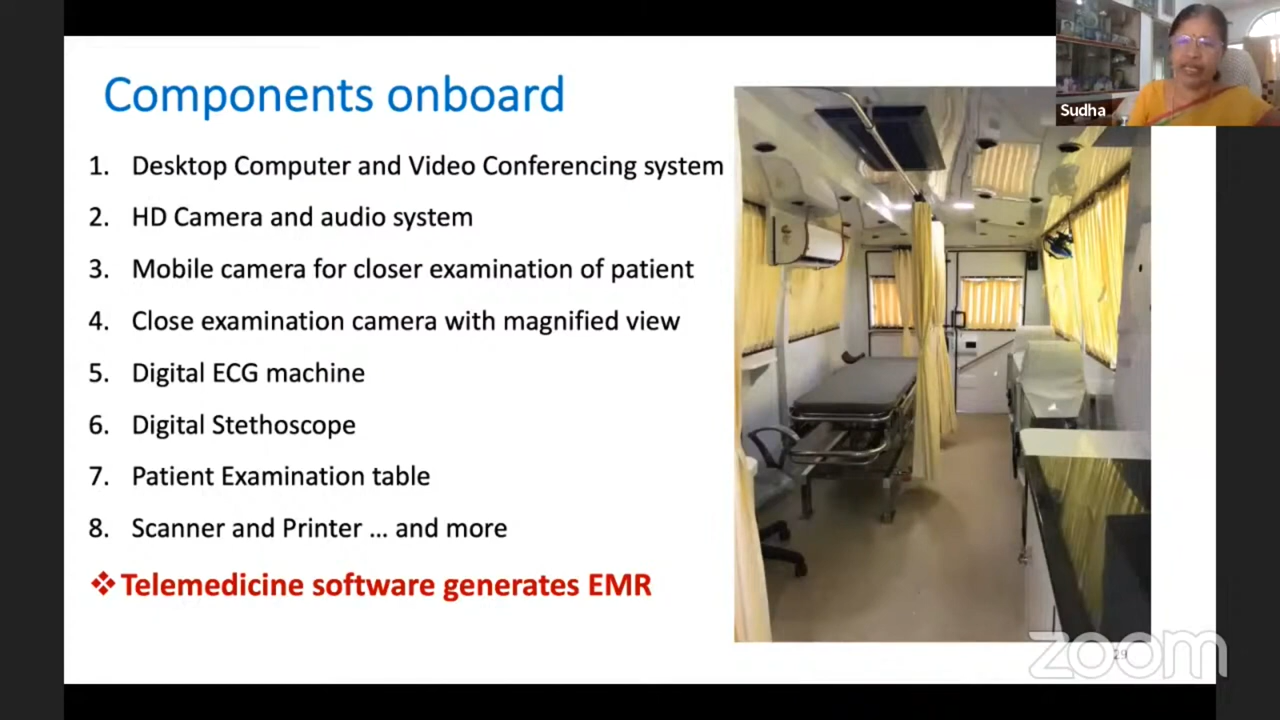 Components onboard
1. Desktop Computer and Video Conferencing system
2. HD Camera and audio system
3. Mobile camera for closer examination of patient
4. Close examination camera with magnified view
5. Digital ECG machine
6. Digital Stethoscope
7. Patient Examination table
8. Scanner and Printer ... and more
❖ Telemedicine software generates EMR
Sudha
29
zoom